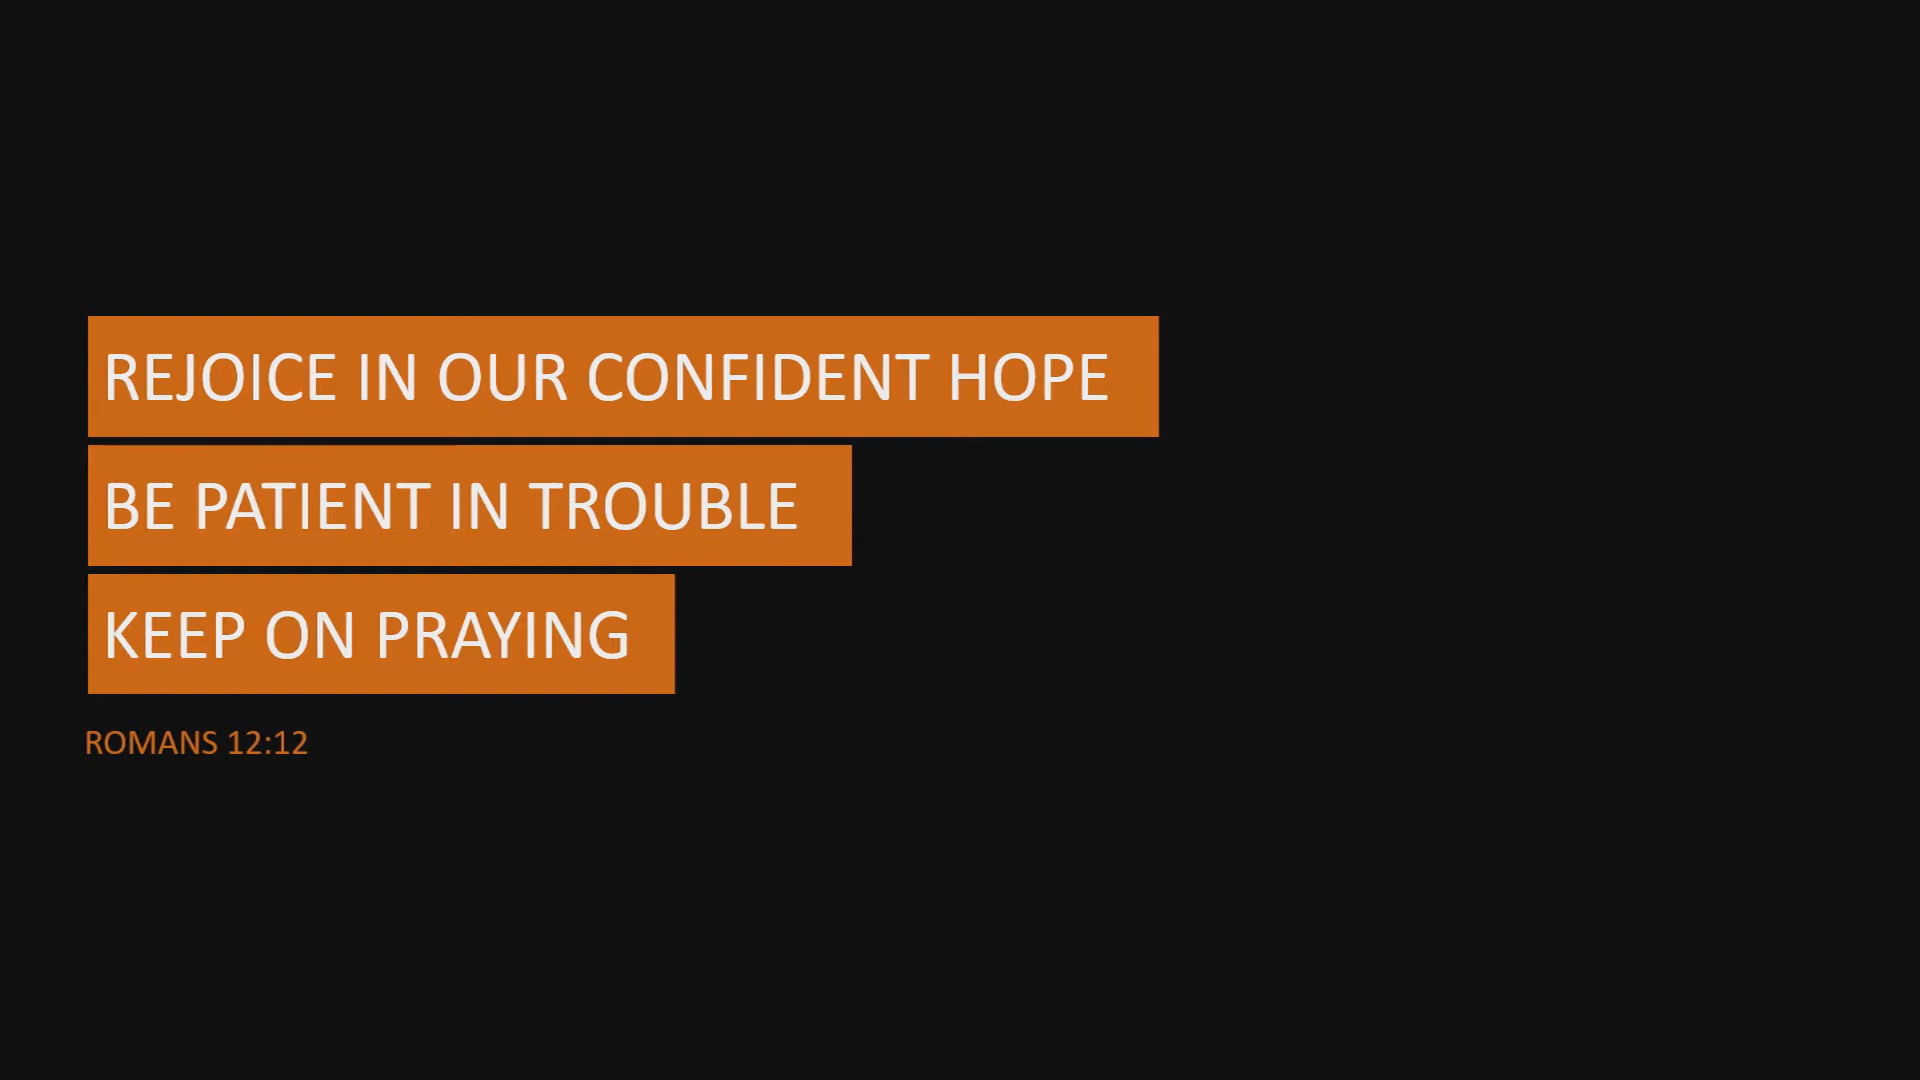 REJOICE IN OUR CONFIDENT HOPE
BE PATIENT IN TROUBLE
KEEP ON PRAYING
ROMANS 12:12